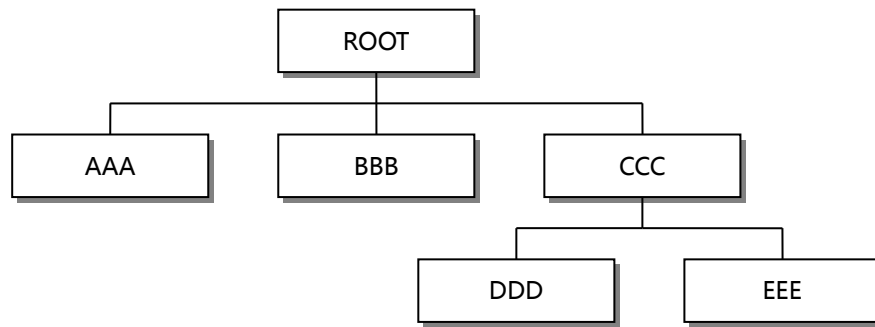 ROOT
AAA
BBB
CCC
DDD
EEE